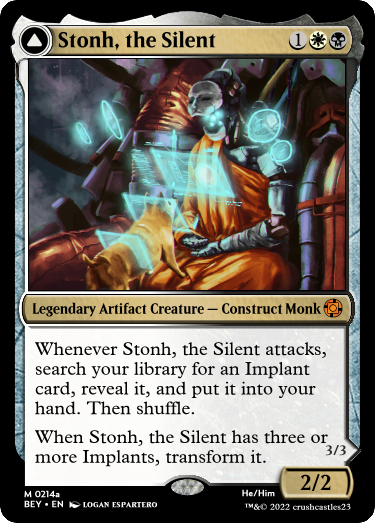 Stonh, the Silent 1
Legendary Artifact Creature — Construct Monk
Whenever Stonh, the Silent attacks,
search your library for an Implant
card, reveal it, and put it into your
hand. Then shuffle.
When Stonh, the Silent has three or
more Implants, transform it.
3/3
2/2
M 0214a He/Him
BEY • EN LOGAN ESPARTERO ™&© 2022 crushcastles23